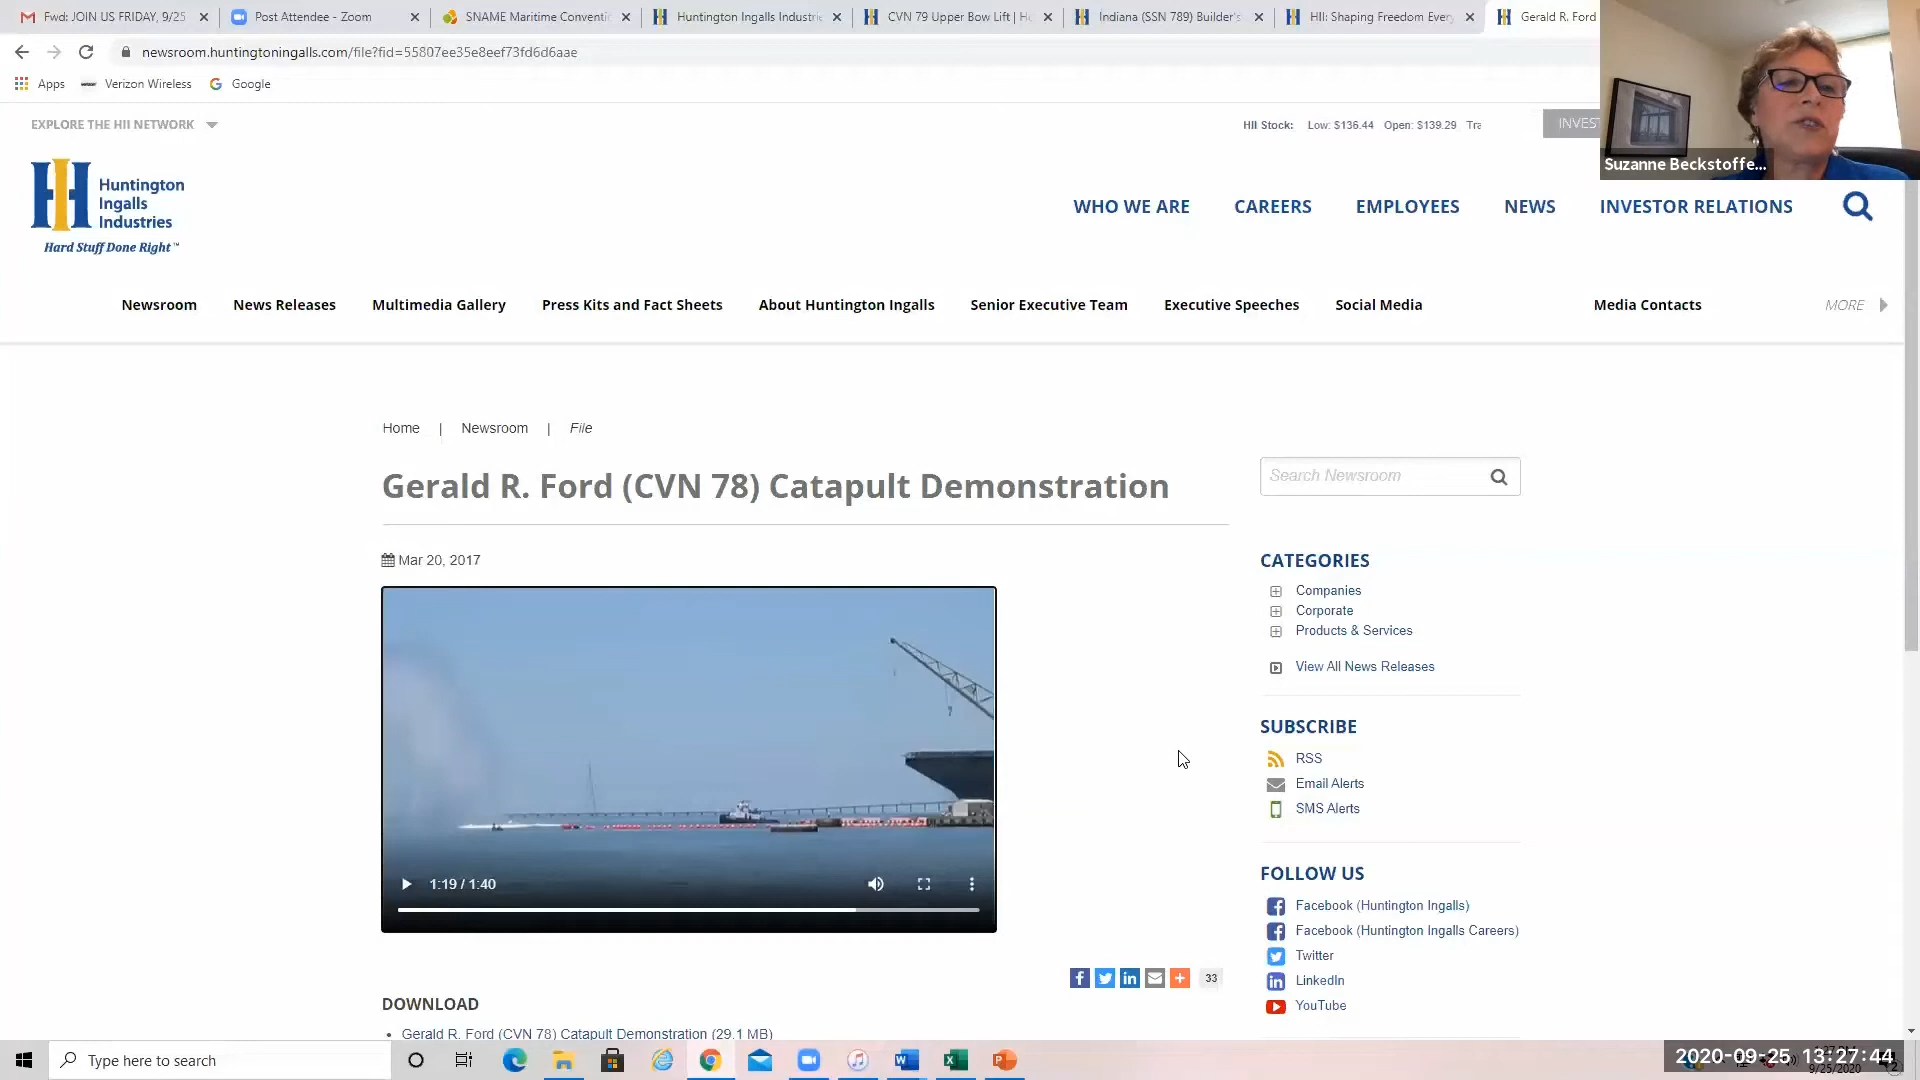 Fwd: JOIN US FRIDAY, 9/25
Post Attendee - Zoom
SNAME Maritime Conventi
Huntington Ingalls Industri
CVN 79 Upper Bow Lift | H
Indiana (SSN 789) Builder's
HII: Shaping Freedom Ever
Gerald R. Ford
newsroom.huntingtoningalls.com/file?fid=55807ee35e8eef73fd6d6aae
Apps
Verizon Wireless
Google
Suzanne Beckstoffe...
EXPLORE THE HII NETWORK
HII Stock: Low: $136.44 Open: $139.29 Tra
INVES
Huntington
Ingalls
Industries
Hard Stuff Done Right™
WHO WE ARE
CAREERS
EMPLOYEES
NEWS
INVESTOR RELATIONS
Newsroom
News Releases
Multimedia Gallery
Press Kits and Fact Sheets
About Huntington Ingalls
Senior Executive Team
Executive Speeches
Social Media
Media Contacts
MORE
Home | Newsroom | File
Gerald R. Ford (CVN 78) Catapult Demonstration
Search Newsroom
Mar 20, 2017
1:19 / 1:40
CATEGORIES
Companies
Corporate
Products & Services
View All News Releases
SUBSCRIBE
RSS
Email Alerts
SMS Alerts
FOLLOW US
Facebook (Huntington Ingalls)
Facebook (Huntington Ingalls Careers)
Twitter
LinkedIn
YouTube
33
DOWNLOAD
Gerald R. Ford (CVN 78) Catapult Demonstration (29.1 MB)
Type here to search
2020-09-25 13:27:44
9/25/2020